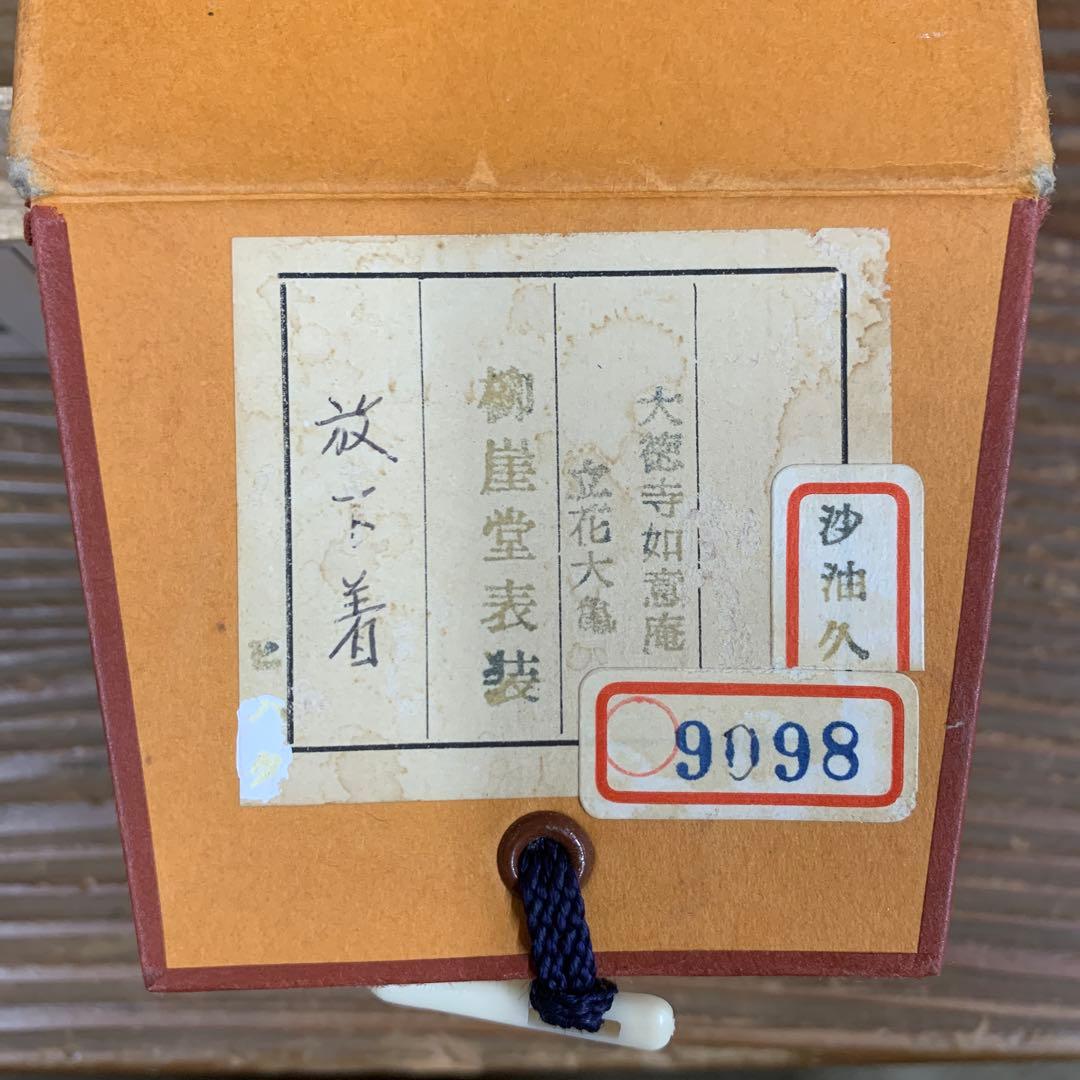 大徳寺如意庵
立花大亀
柳崖堂表装
放下着
沙油久
9098